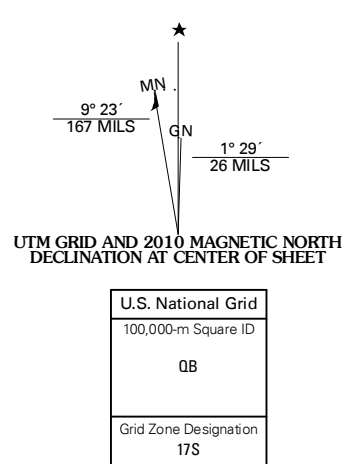 ★
MN
GN
9° 23´
167 MILS
1° 29´
26 MILS
UTM GRID AND 2010 MAGNETIC NORTH
DECLINATION AT CENTER OF SHEET
U.S. National Grid
100,000-m Square ID
QB
Grid Zone Designation
17S